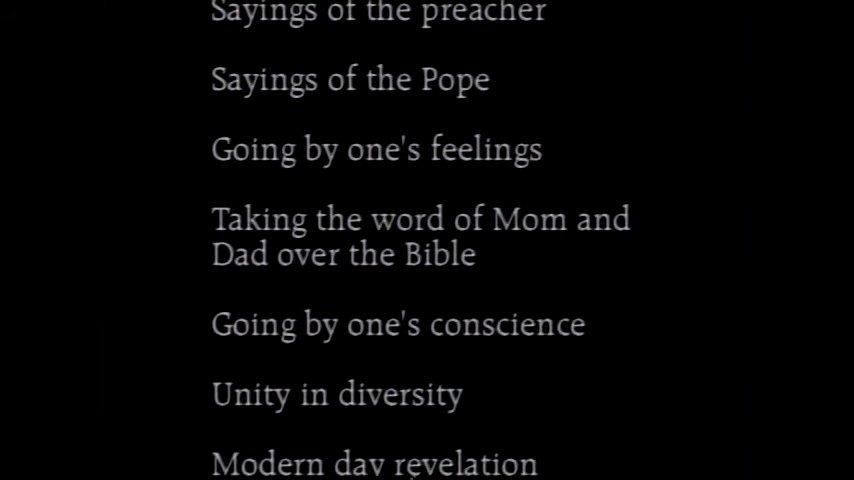 Sayings of the preacher
Sayings of the Pope
Going by one's feelings
Taking the word of Mom and
Dad over the Bible
Going by one's conscience
Unity in diversity
Modern day revelation